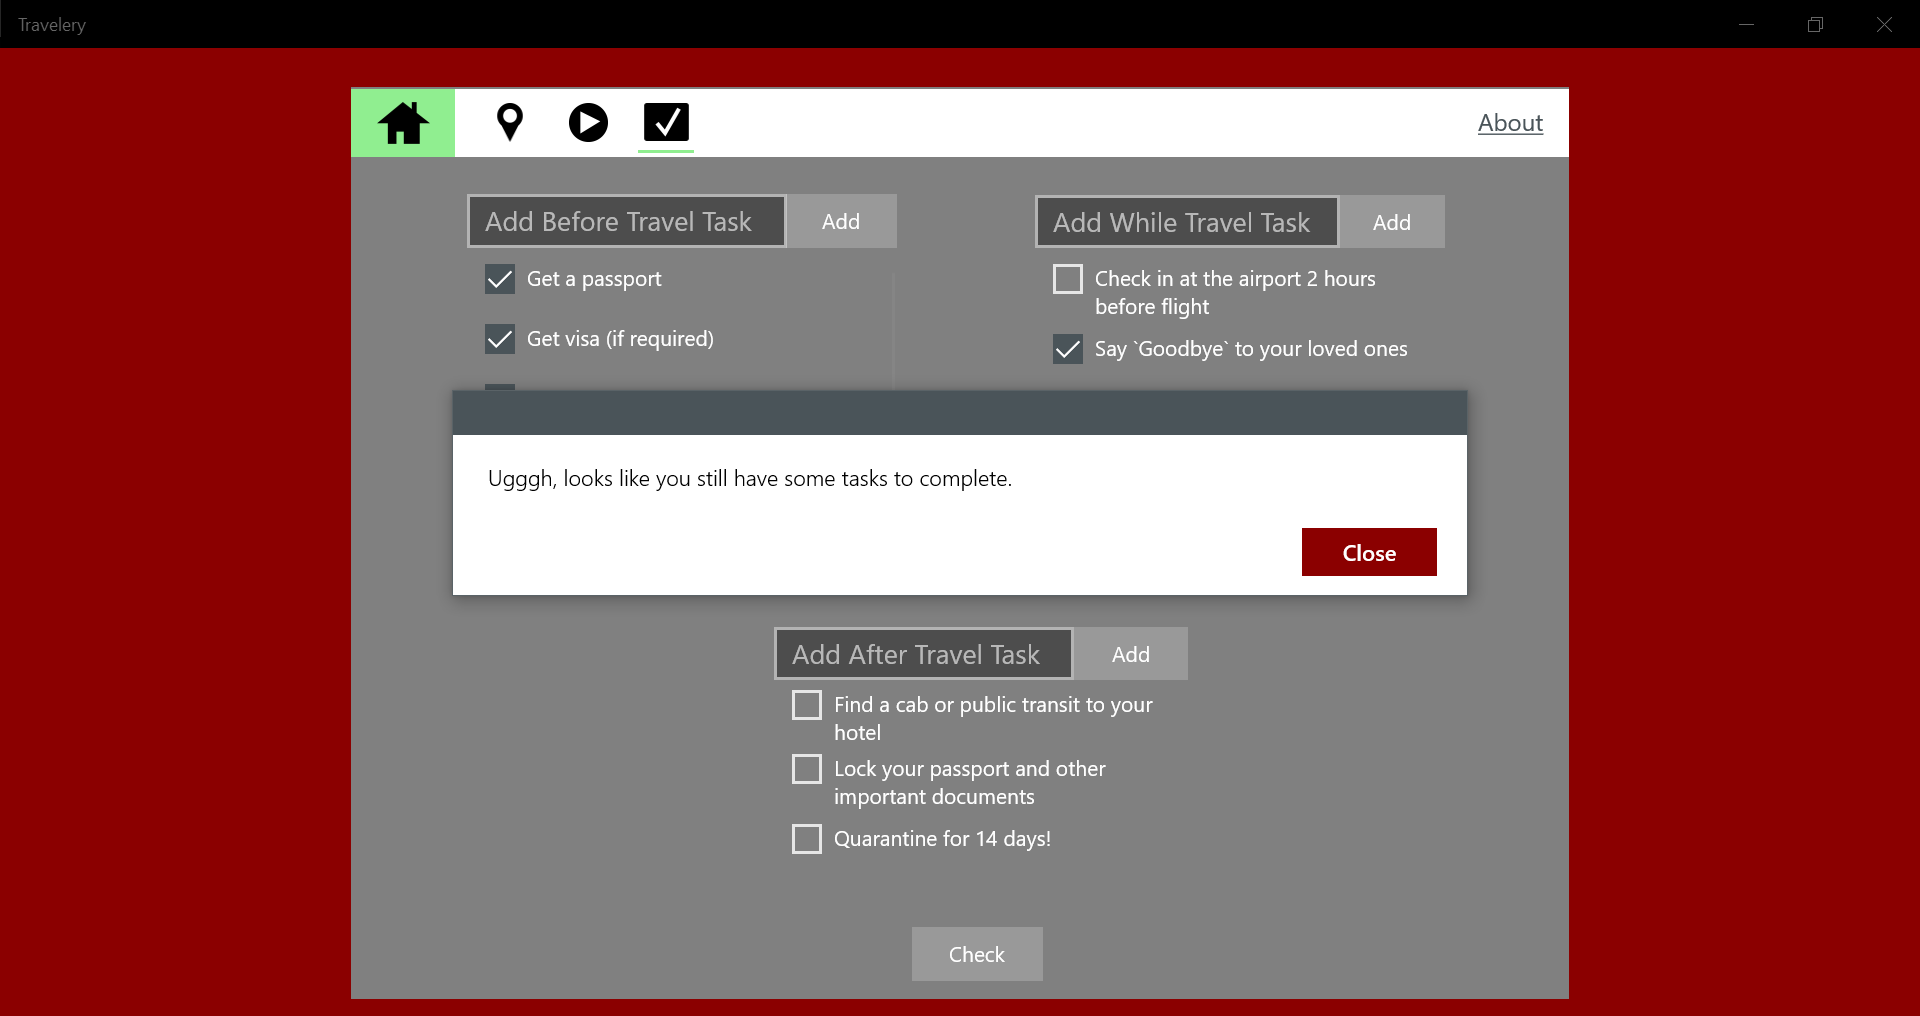 Travelery
About
Add Before Travel Task
Add
Add While Travel Task
Add
Get a passport
Get visa (if required)
Check in at the airport 2 hours
before flight
Say `Goodbye` to your loved ones
Ugggh, looks like you still have some tasks to complete.
Close
Add After Travel Task
Add
Find a cab or public transit to your
hotel
Lock your passport and other
important documents
Quarantine for 14 days!
Check